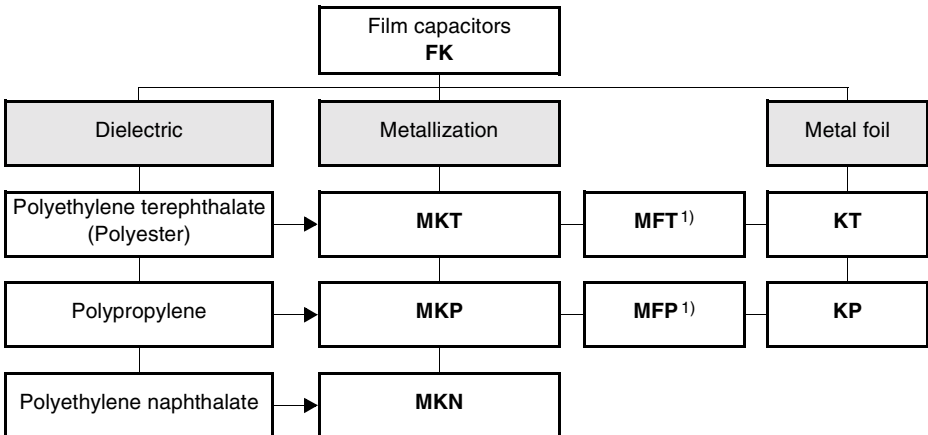 Film capacitors
FK
Dielectric
Metallization
Metal foil
Polyethylene terephthalate
(Polyester)
MKT
MFT 1)
KT
Polypropylene
MKP
MFP 1)
KP
Polyethylene naphthalate
MKN